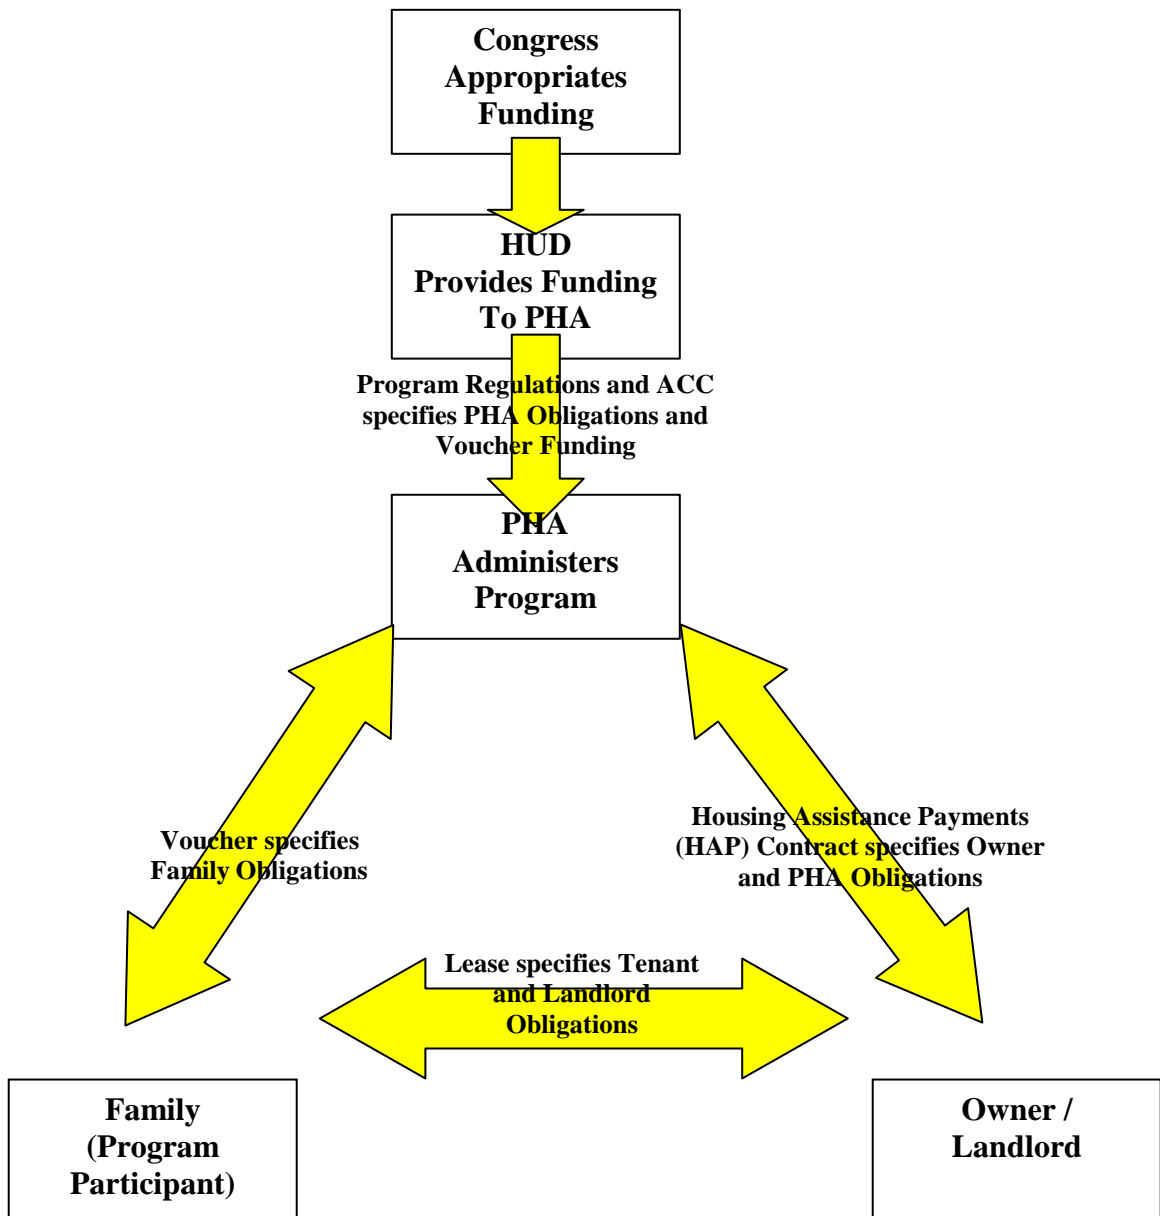 Congress
Appropriates
Funding
HUD
Provides Funding
To PHA
Program Regulations and ACC
specifies PHA Obligations and
Voucher Funding
PHA
Administers
Program
Voucher specifies
Family Obligations
Housing Assistance Payments
(HAP) Contract specifies Owner
and PHA Obligations
Lease specifies Tenant
and Landlord
Obligations
Family
(Program
Participant)
Owner /
Landlord